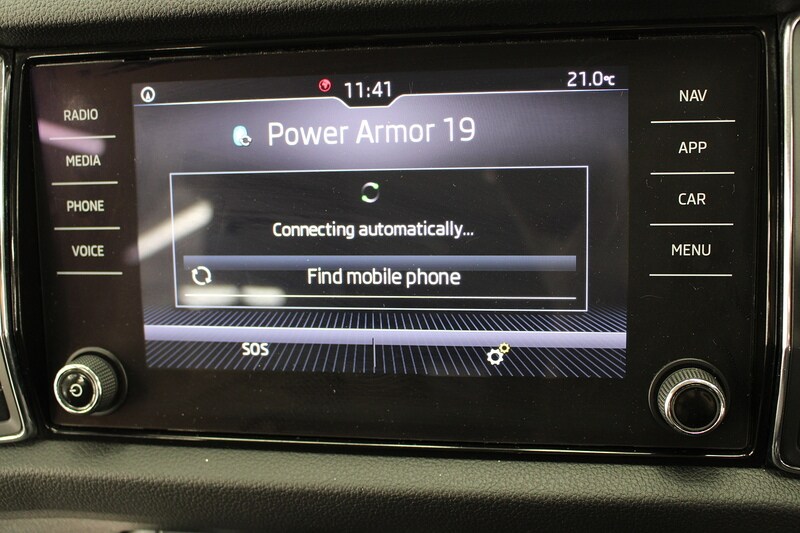 11:41
21.0°C
Power Armor 19
Connecting automatically...
Find mobile phone
SOS
RADIO
MEDIA
PHONE
VOICE
NAV
APP
CAR
MENU